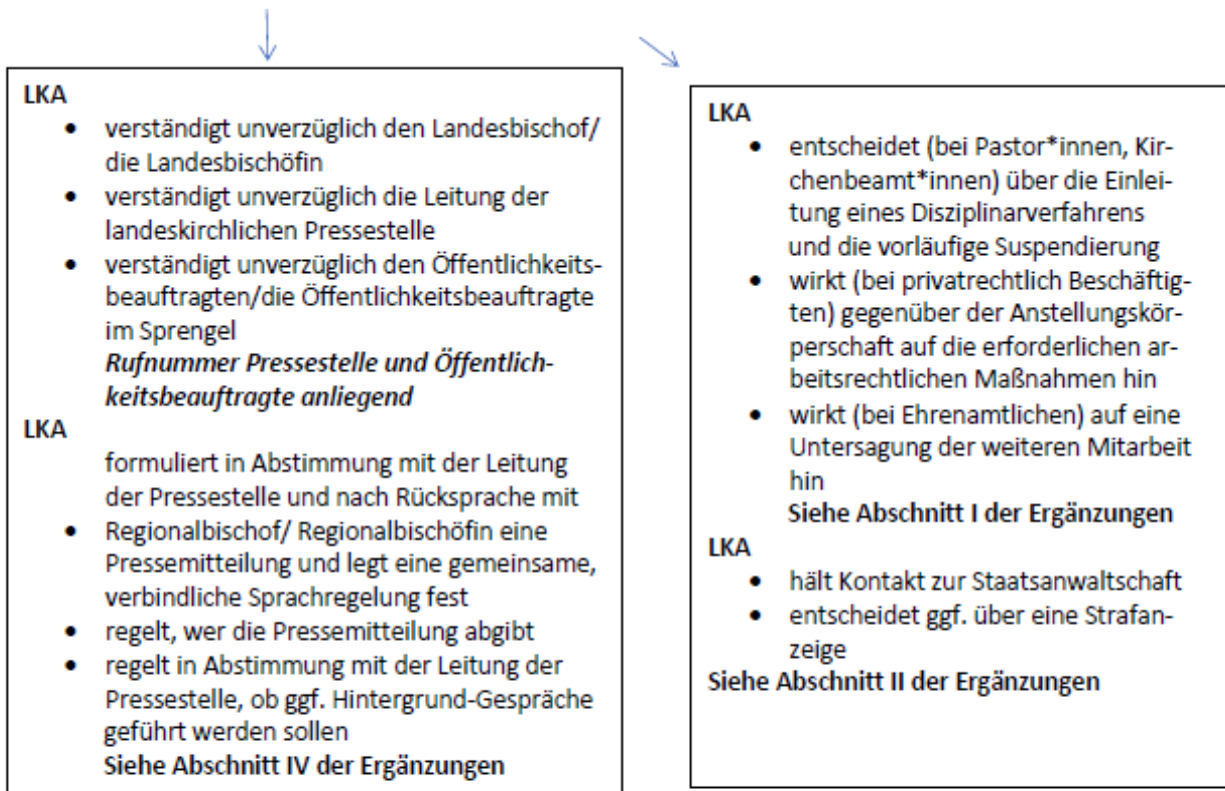 LKA
• verständigt unverzüglich den Landesbischof/
die Landesbischöfin
• verständigt unverzüglich die Leitung der
landeskirchlichen Pressestelle
• verständigt unverzüglich den Öffentlichkeits-
beauftragten/die Öffentlichkeitsbeauftragte
im Sprengel
Rufnummer Pressestelle und Öffentlich-
keitsbeauftragte anliegend
LKA
formuliert in Abstimmung mit der Leitung
der Pressestelle und nach Rücksprache mit
• Regionalbischof/ Regionalbischöfin eine
Pressemitteilung und legt eine gemeinsame,
verbindliche Sprachregelung fest
• regelt, wer die Pressemitteilung abgibt
• regelt in Abstimmung mit der Leitung der
Pressestelle, ob ggf. Hintergrund-Gespräche
geführt werden sollen
Siehe Abschnitt IV der Ergänzungen
LKA
• entscheidet (bei Pastor*innen, Kir-
chenbeamt*innen) über die Einlei-
tung eines Disziplinarverfahrens
und die vorläufige Suspendierung
• wirkt (bei privatrechtlich Beschäftig-
ten) gegenüber der Anstellungskör-
perschaft auf die erforderlichen ar-
beitsrechtlichen Maßnahmen hin
• wirkt (bei Ehrenamtlichen) auf eine
Untersagung der weiteren Mitarbeit
hin
Siehe Abschnitt I der Ergänzungen
LKA
• hält Kontakt zur Staatsanwaltschaft
• entscheidet ggf. über eine Strafan-
zeige
Siehe Abschnitt II der Ergänzungen